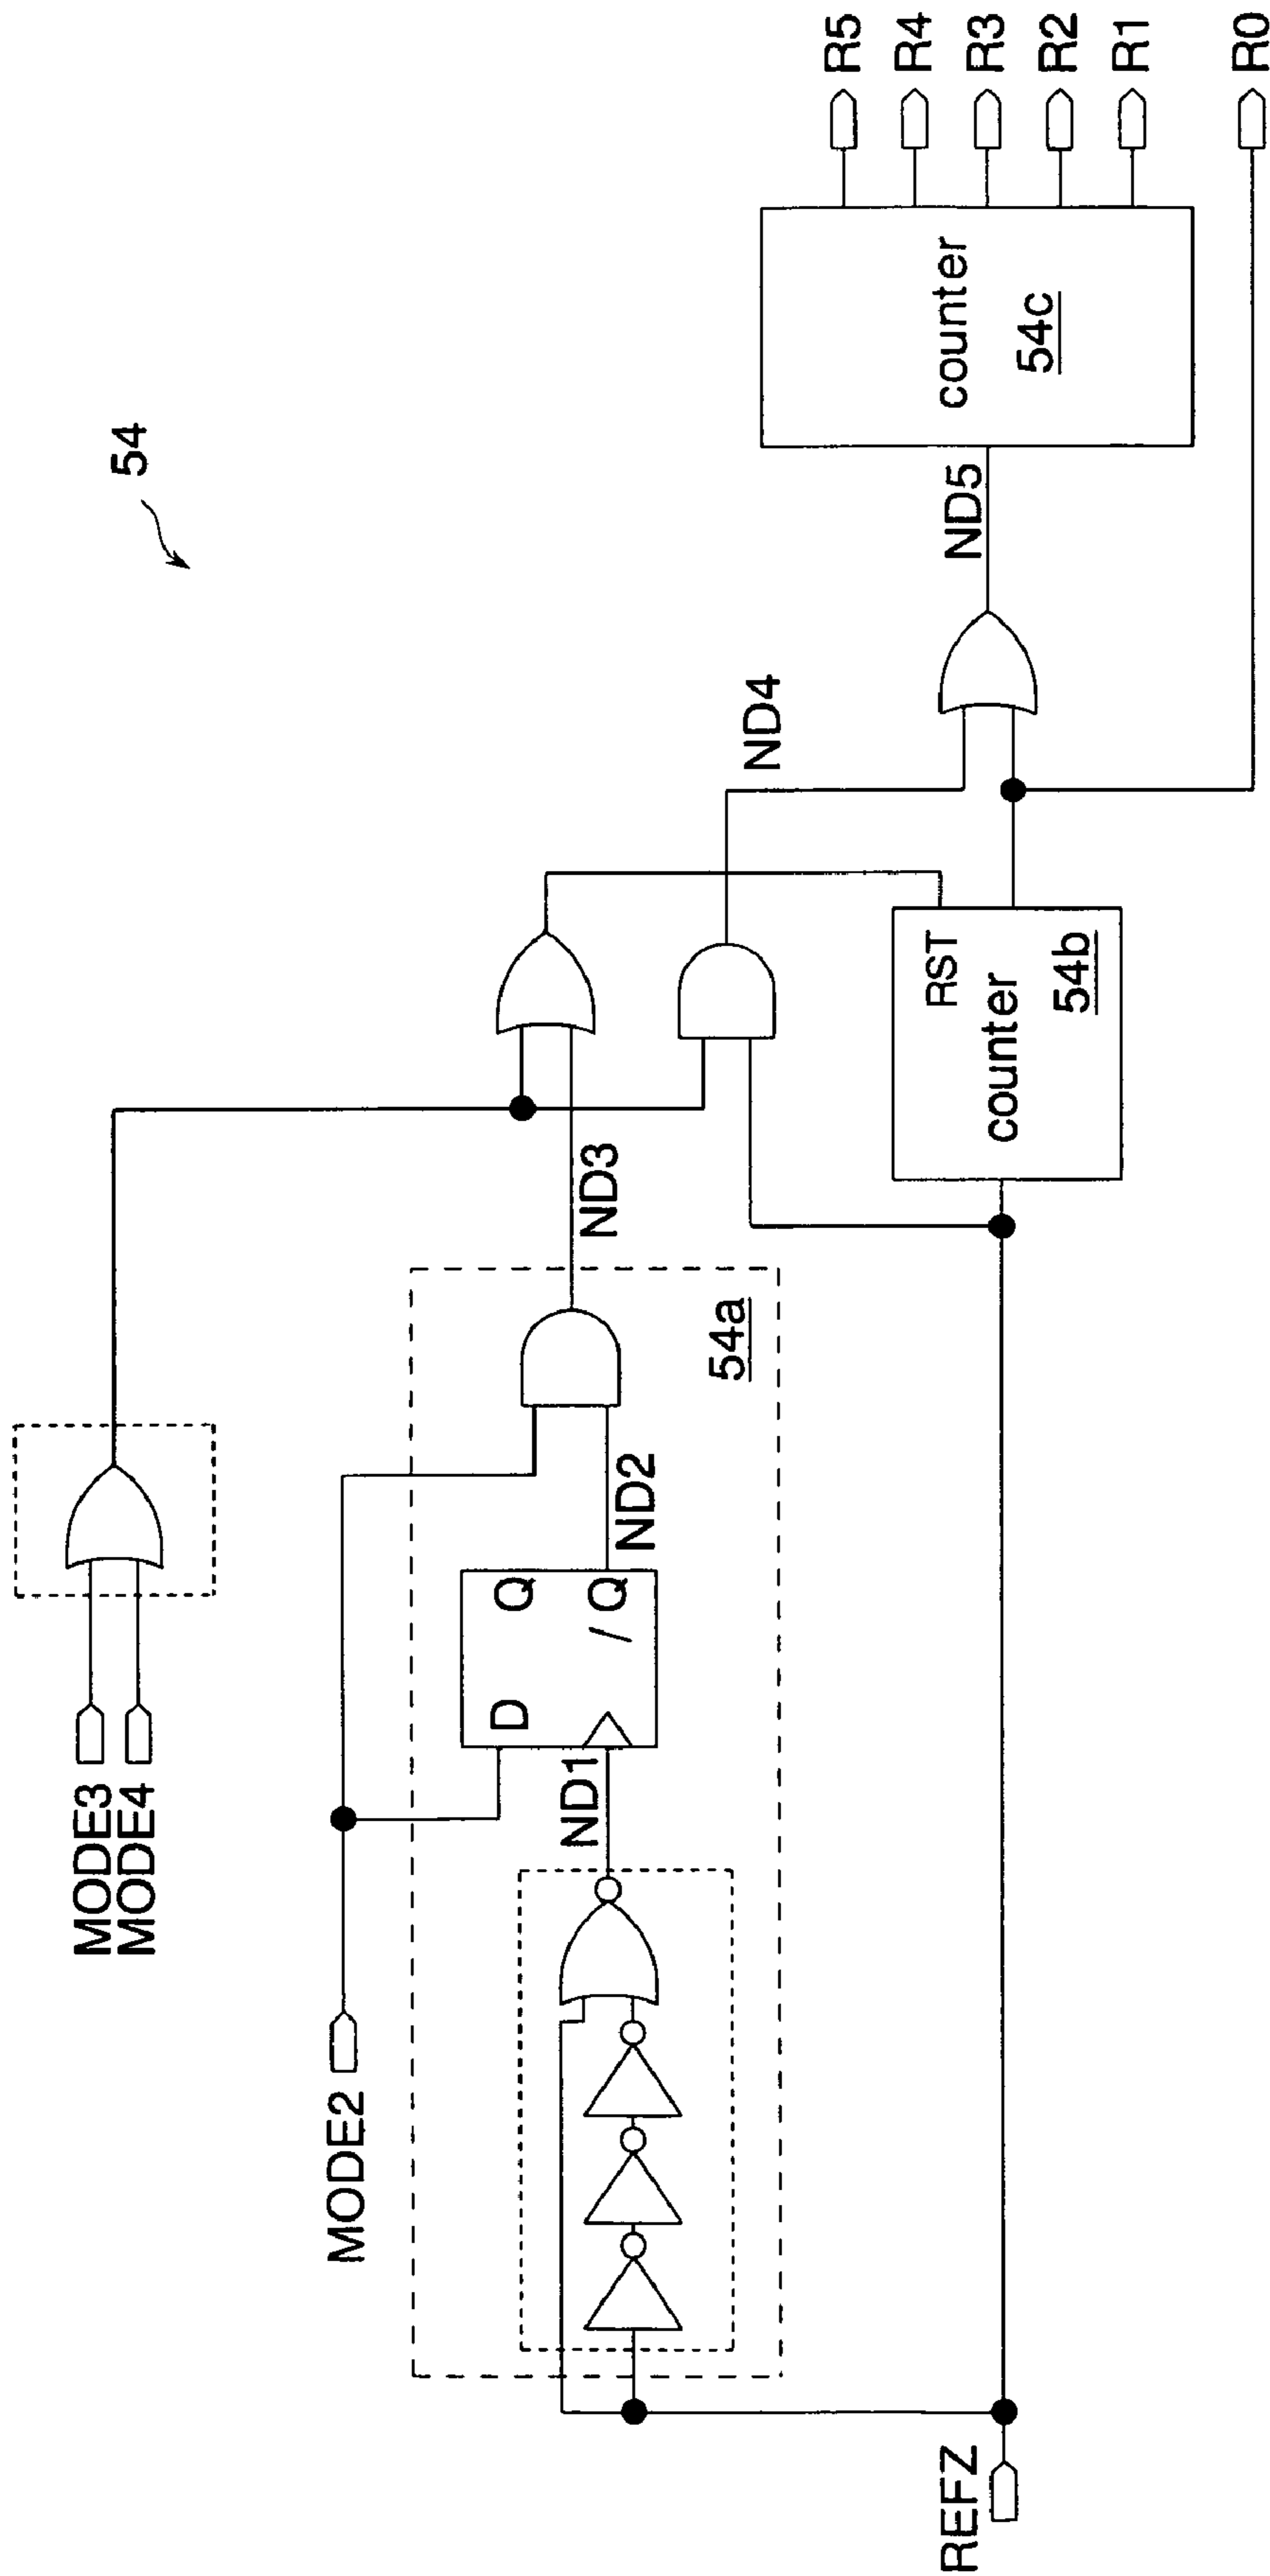 54
MODE3
MODE4
MODE2
REFZ
ND1
D
Q
/Q
ND2
54a
ND3
RST
counter
54b
ND4
ND5
counter
54c
R5
R4
R3
R2
R1
R0